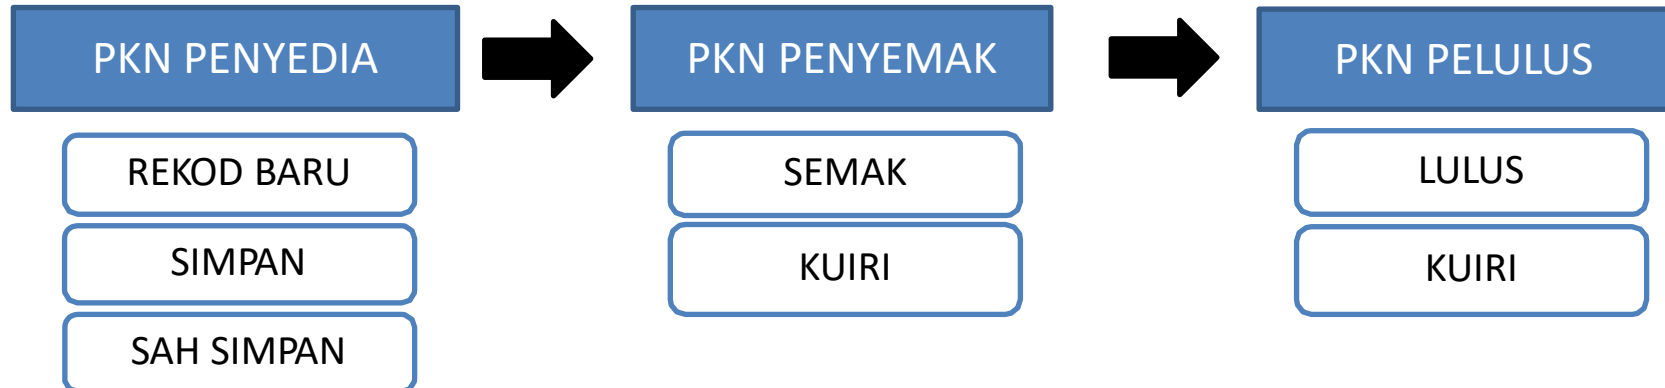 PKN PENYEDIA
REKOD BARU
SIMPAN
SAH SIMPAN
PKN PENYEMAK
SEMAK
KUIRI
PKN PELULUS
LULUS
KUIRI